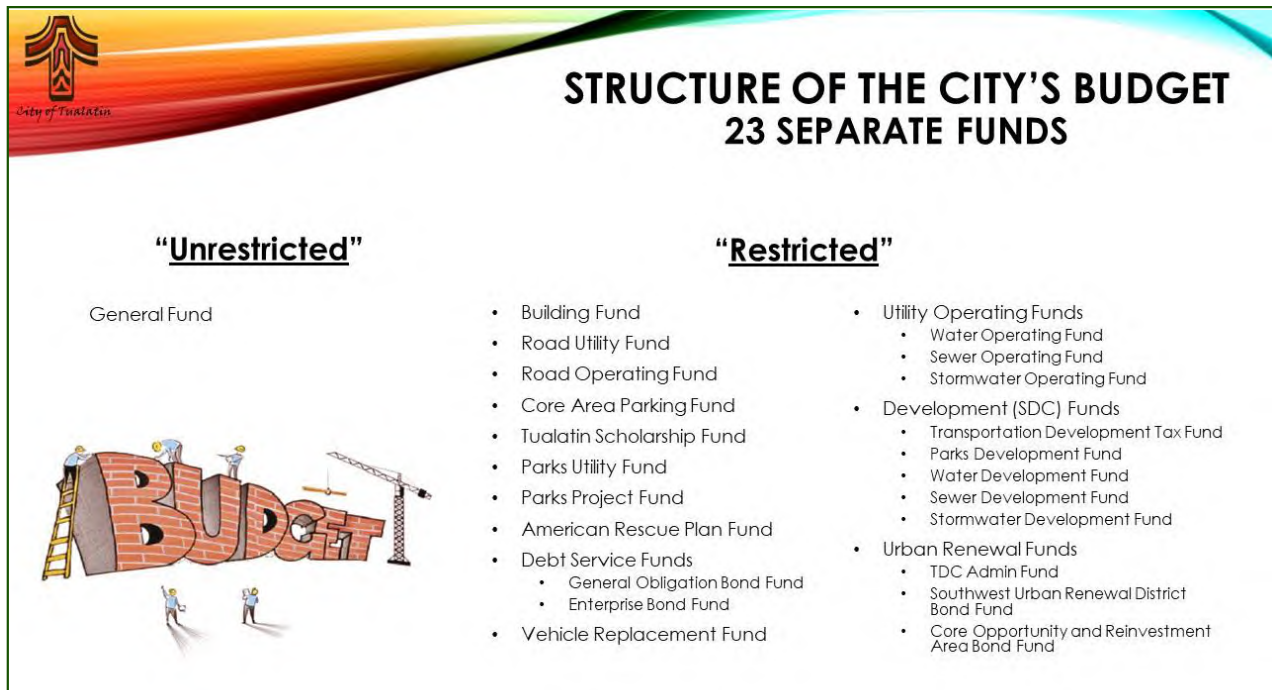 City of Tualatin
STRUCTURE OF THE CITY'S BUDGET
23 SEPARATE FUNDS
“Unrestricted”
General Fund
BUDGET
“Restricted”
• Building Fund
• Road Utility Fund
• Road Operating Fund
• Core Area Parking Fund
• Tualatin Scholarship Fund
• Parks Utility Fund
• Parks Project Fund
• American Rescue Plan Fund
• Debt Service Funds
• General Obligation Bond Fund
• Enterprise Bond Fund
• Vehicle Replacement Fund
• Utility Operating Funds
• Water Operating Fund
• Sewer Operating Fund
• Stormwater Operating Fund
• Development (SDC) Funds
• Transportation Development Tax Fund
• Parks Development Fund
• Water Development Fund
• Sewer Development Fund
• Stormwater Development Fund
• Urban Renewal Funds
• TDC Admin Fund
• Southwest Urban Renewal District
Bond Fund
• Core Opportunity and Reinvestment
Area Bond Fund